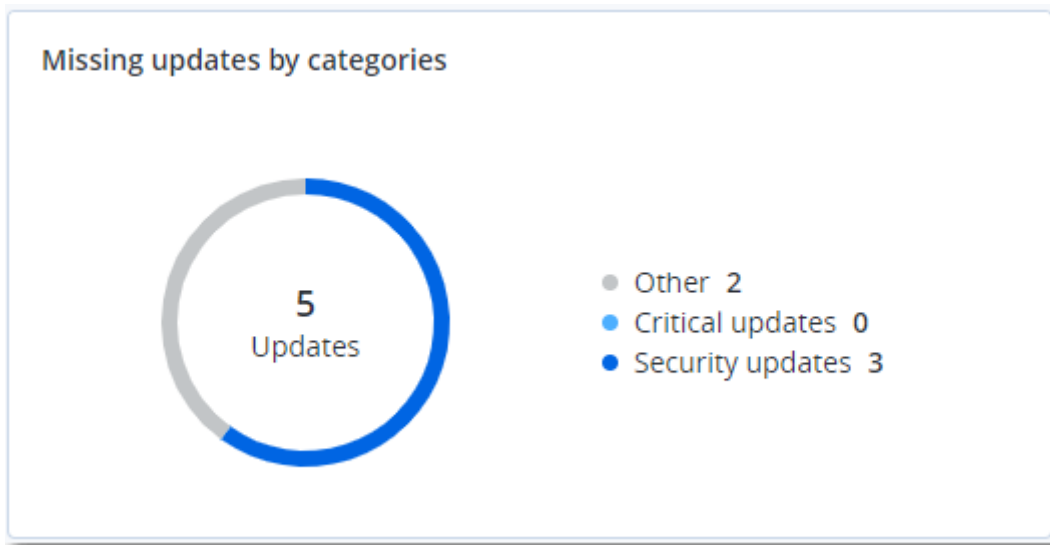 Missing updates by categories
5
Updates
Other 2
Critical updates 0
Security updates 3